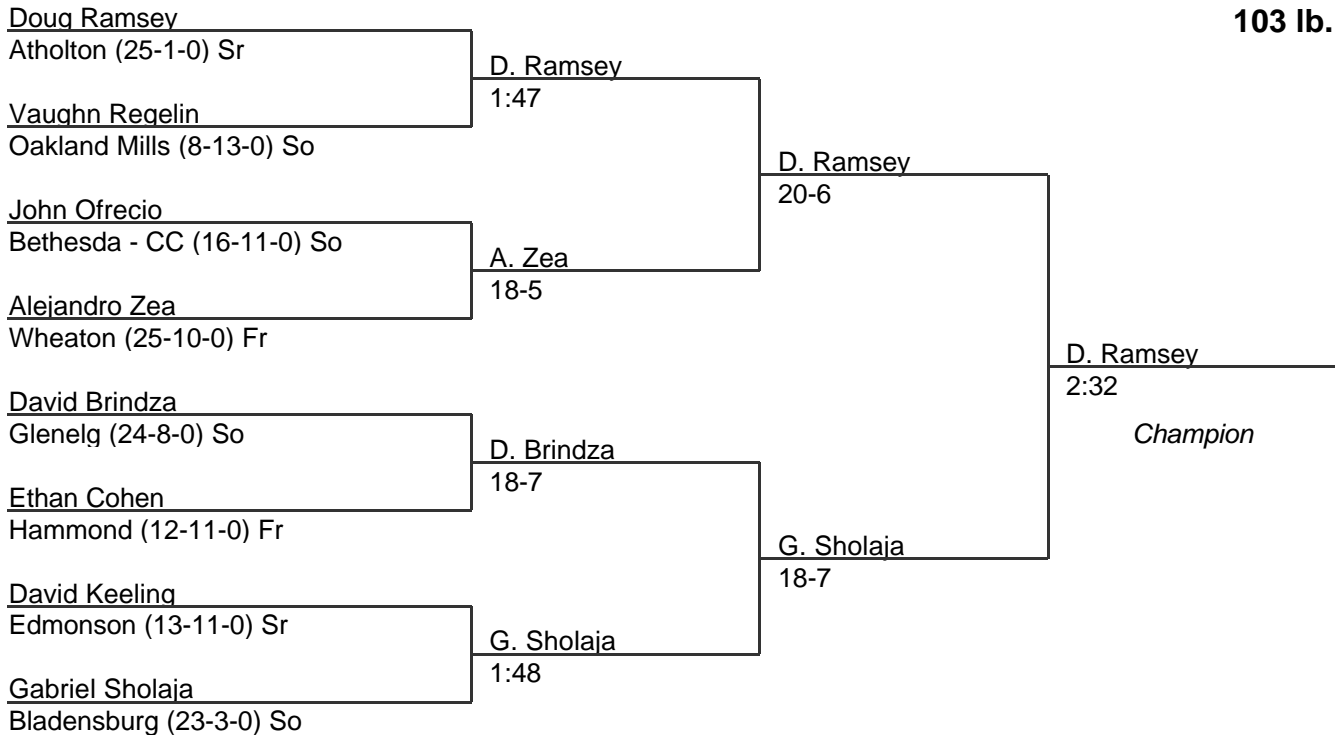 103 lb.
Doug Ramsey
Atholton (25-1-0) Sr
Vaughn Regelin
Oakland Mills (8-13-0) So
John Ofrecio
Bethesda - CC (16-11-0) So
Alejandro Zea
Wheaton (25-10-0) Fr
David Brindza
Glenelg (24-8-0) So
Ethan Cohen
Hammond (12-11-0) Fr
David Keeling
Edmonson (13-11-0) Sr
Gabriel Sholaja
Bladensburg (23-3-0) So
D. Ramsey
1:47
A. Zea
18-5
D. Brindza
18-7
G. Sholaja
1:48
D. Ramsey
20-6
G. Sholaja
18-7
D. Ramsey
2:32
Champion